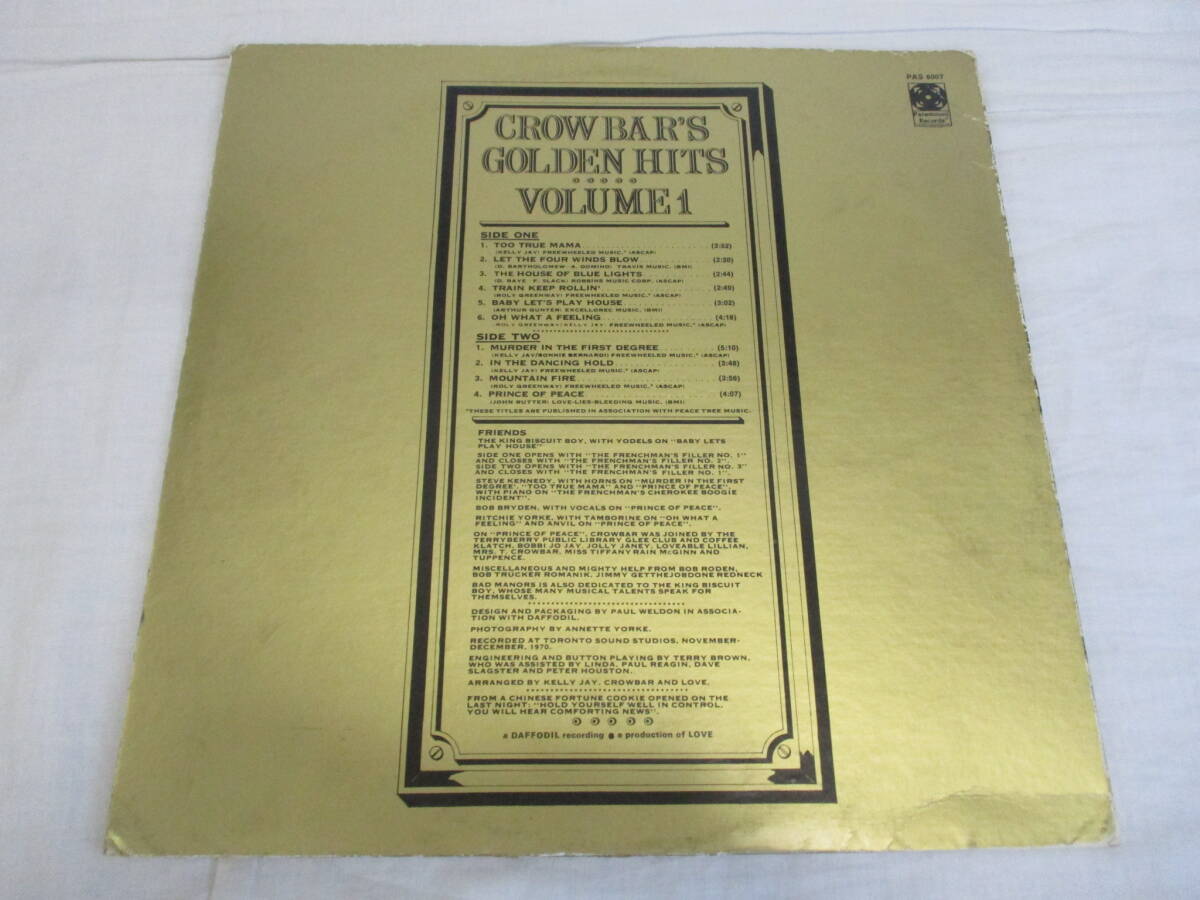 PAS 6007
Paramount
Records
CROWBAR'S
GOLDEN HITS
VOLUME 1
SIDE ONE
1. TOO TRUE MAMA (2:52)
(KELLY JAY) FREEWHEELED MUSIC.* (ASCAP)
2. LET THE FOUR WINDS BLOW (2:30)
(D. BARTHOLOMEW - A. DOMINO) TRAVIS MUSIC. (BMI)
3. THE HOUSE OF BLUE LIGHTS (2:44)
(D. RAYE - F. SLACK) ROBBINS MUSIC CORP. (ASCAP)
4. TRAIN KEEP ROLLIN' (2:40)
(ROLY GREENWAY) FREEWHEELED MUSIC.* (ASCAP)
5. BABY LET'S PLAY HOUSE (3:02)
(ARTHUR GUNTER) EXCELLOREC MUSIC. (BMI)
6. OH WHAT A FEELING (4:18)
(ROLY GREENWAY/KELLY JAY) FREEWHEELED MUSIC.* (ASCAP)
SIDE TWO
1. MURDER IN THE FIRST DEGREE (5:10)
(KELLY JAY/SONNIE BERNARDI) FREEWHEELED MUSIC.* (ASCAP)
2. IN THE DANCING HOLD (3:48)
(KELLY JAY) FREEWHEELED MUSIC.* (ASCAP)
3. MOUNTAIN FIRE (3:56)
(ROLY GREENWAY) FREEWHEELED MUSIC.* (ASCAP)
4. PRINCE OF PEACE (4:07)
(JOHN RUTTER) LOVE-LIES-BLEEDING MUSIC. (BMI)
*THESE TITLES ARE PUBLISHED IN ASSOCIATION WITH PEACE TREE MUSIC.
FRIENDS
THE KING BISCUIT BOY, WITH YODELS ON "BABY LETS
PLAY HOUSE"
SIDE ONE OPENS WITH "THE FRENCHMAN'S FILLER NO. 1"
AND CLOSES WITH "THE FRENCHMAN'S FILLER NO. 2".
SIDE TWO OPENS WITH "THE FRENCHMAN'S FILLER NO. 3"
AND CLOSES WITH "THE FRENCHMAN'S FILLER NO. 1".
STEVE KENNEDY, WITH HORNS ON "MURDER IN THE FIRST
DEGREE", "TOO TRUE MAMA" AND "PRINCE OF PEACE",
WITH PIANO ON "THE FRENCHMAN'S CHEROKEE BOOGIE
INCIDENT".
BOB BRYDEN, WITH VOCALS ON "PRINCE OF PEACE".
RITCHIE YORKE, WITH TAMBORINE ON "OH WHAT A
FEELING" AND ANVIL ON "PRINCE OF PEACE".
ON "PRINCE OF PEACE", CROWBAR WAS JOINED BY THE
TERRYBERRY PUBLIC LIBRARY GLEE CLUB AND COFFEE
KLATCH, BOBBI JO JAY, JOLLY JANEY, LOVEABLE LILLIAN,
MRS. T. CROWBAR, MISS TIFFANY RAIN McGINN AND
TUPPENCE.
MISCELLANEOUS AND MIGHTY HELP FROM BOB RODEN,
BOB TRUCKER ROMANIK, JIMMY GETTHEJOBDONE REDNECK
BAD MANORS IS ALSO DEDICATED TO THE KING BISCUIT
BOY, WHOSE MANY MUSICAL TALENTS SPEAK FOR
THEMSELVES.
DESIGN AND PACKAGING BY PAUL WELDON IN ASSOCIA-
TION WITH DAFFODIL.
PHOTOGRAPHY BY ANNETTE YORKE.
RECORDED AT TORONTO SOUND STUDIOS, NOVEMBER-
DECEMBER, 1970.
ENGINEERING AND BUTTON PLAYING BY TERRY BROWN,
WHO WAS ASSISTED BY LINDA, PAUL REAGIN, DAVE
SLAGSTER AND PETER HOUSTON.
ARRANGED BY KELLY JAY, CROWBAR AND LOVE.
FROM A CHINESE FORTUNE COOKIE OPENED ON THE
LAST NIGHT: "HOLD YOURSELF WELL IN CONTROL,
YOU WILL HEAR COMFORTING NEWS".
a DAFFODIL recording ● a production of LOVE